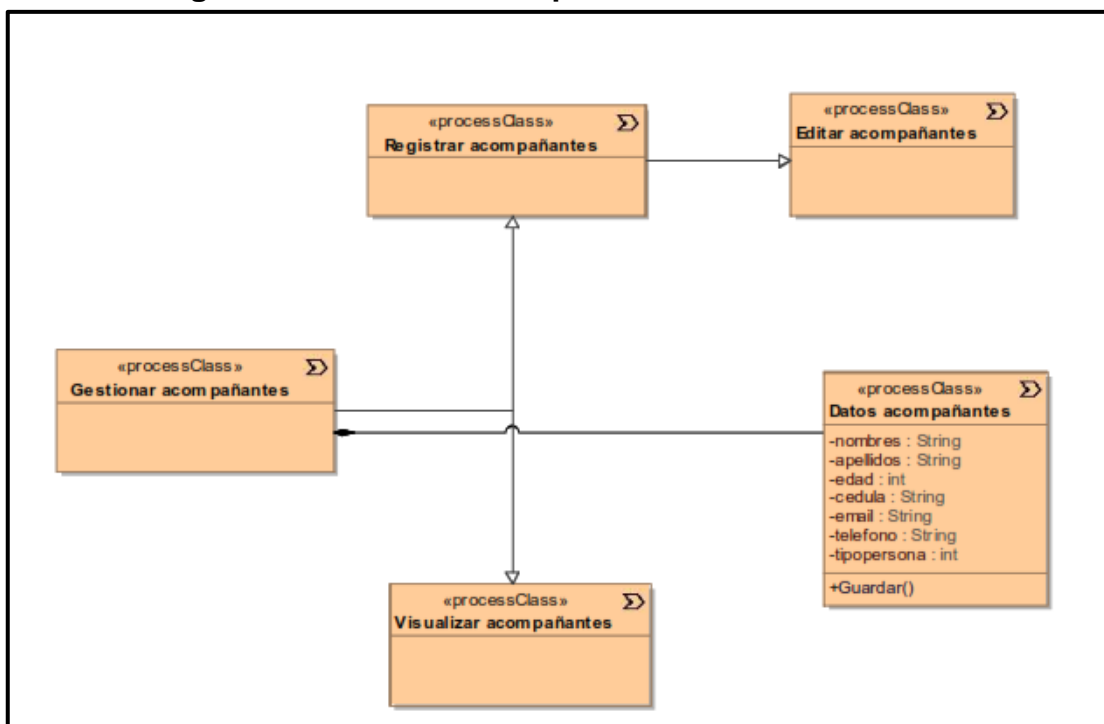 «processClass»
Registrar acompañantes
«processClass»
Editar acompañantes
«processClass»
Gestionar acompañantes
«processClass»
Datos acompañantes
-nombres : String
-apellidos : String
-edad : int
-cedula : String
-email : String
-telefono : String
-tipopersona : int
+Guardar()
«processClass»
Visualizar acompañantes